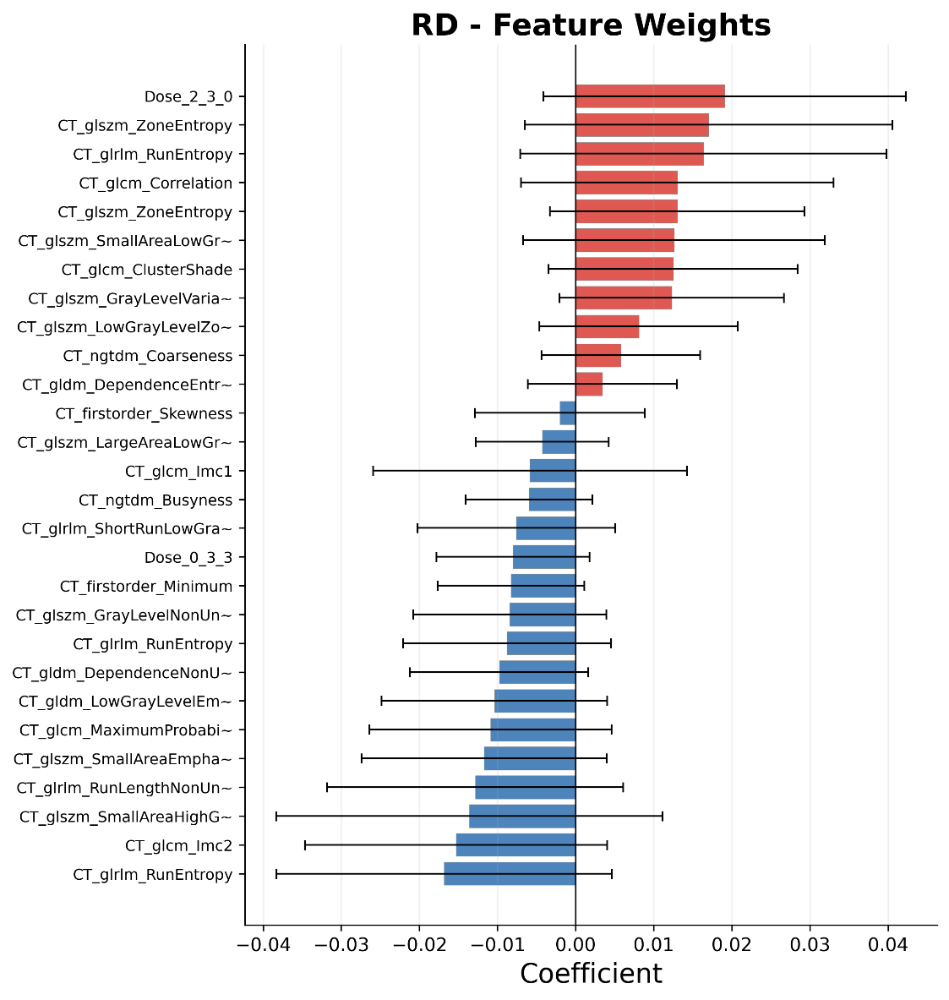 RD - Feature Weights
Dose_2_3_0
CT_glszm_ZoneEntropy
CT_glrlm_RunEntropy
CT_glcm_Correlation
CT_glszm_ZoneEntropy
CT_glszm_SmallAreaLowGr~
CT_glcm_ClusterShade
CT_glszm_GrayLevelVaria~
CT_glszm_LowGrayLevelZo~
CT_ngtdm_Coarseness
CT_gldm_DependenceEntr~
CT_firstorder_Skewness
CT_glszm_LargeAreaLowGr~
CT_glcm_Imc1
CT_ngtdm_Busyness
CT_glrlm_ShortRunLowGra~
Dose_0_3_3
CT_firstorder_Minimum
CT_glszm_GrayLevelNonUn~
CT_glrlm_RunEntropy
CT_gldm_DependenceNonU~
CT_gldm_LowGrayLevelEm~
CT_glcm_MaximumProbabi~
CT_glszm_SmallAreaEmpha~
CT_glrlm_RunLengthNonUn~
CT_glszm_SmallAreaHighG~
CT_glcm_Imc2
CT_glrlm_RunEntropy
−0.04 −0.03 −0.02 −0.01 0.00 0.01 0.02 0.03 0.04
Coefficient